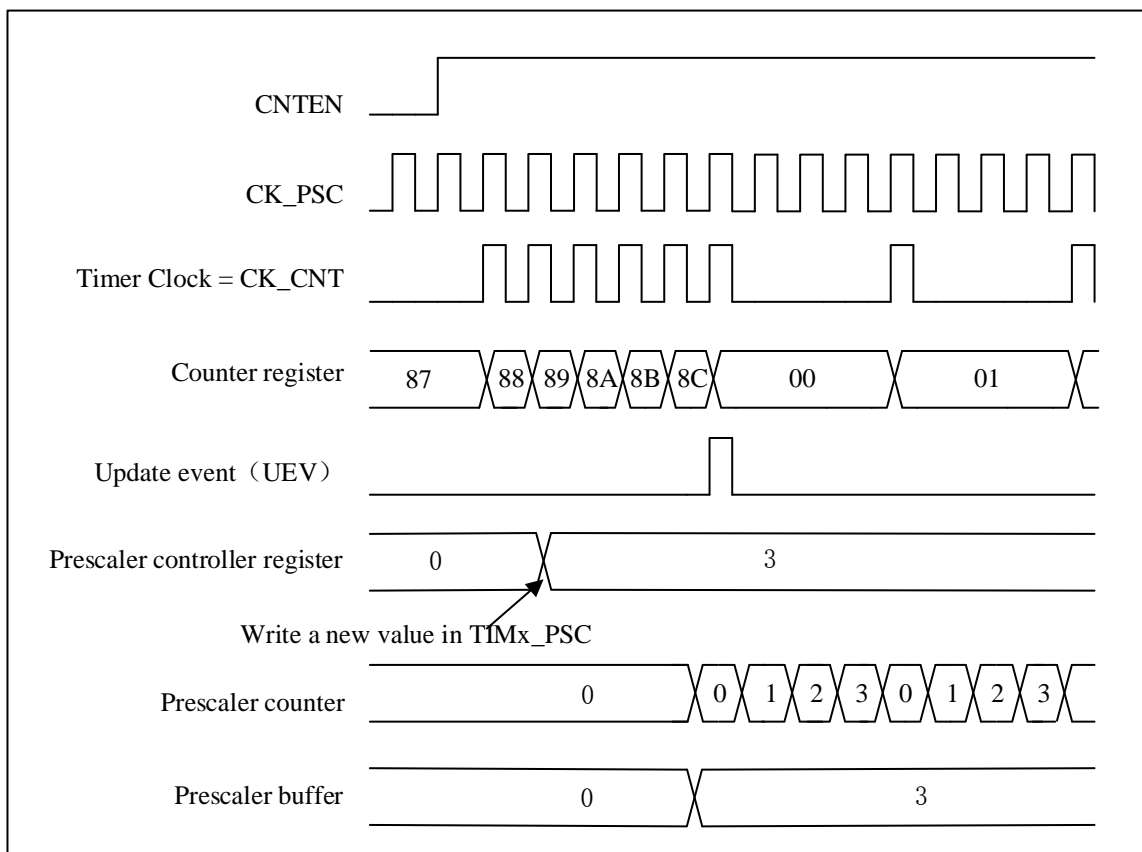 CNTEN
CK_PSC
Timer Clock = CK_CNT
Counter register 87 88 89 8A 8B 8C 00 01
Update event（UEV）
Prescaler controller register 0 3
Write a new value in TIMx_PSC
Prescaler counter 0 0 1 2 3 0 1 2 3
Prescaler buffer 0 3